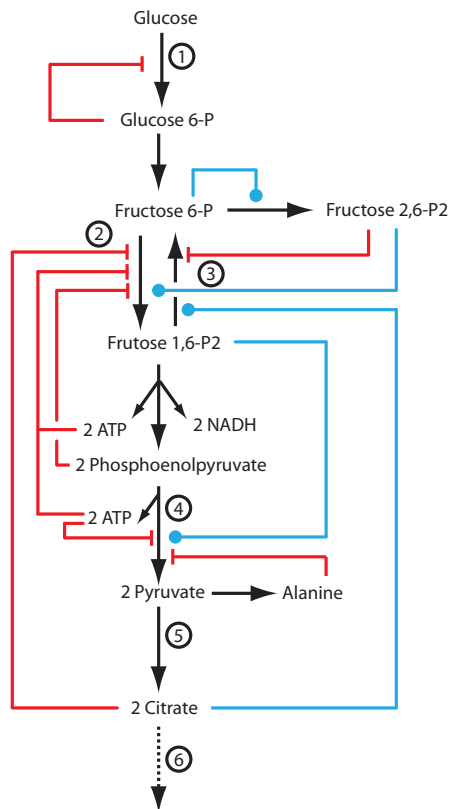 Glucose
1
Glucose 6-P
Fructose 6-P
Fructose 2,6-P2
2
3
Frutose 1,6-P2
2 ATP
2 NADH
2 Phosphoenolpyruvate
2 ATP
4
2 Pyruvate
Alanine
5
2 Citrate
6